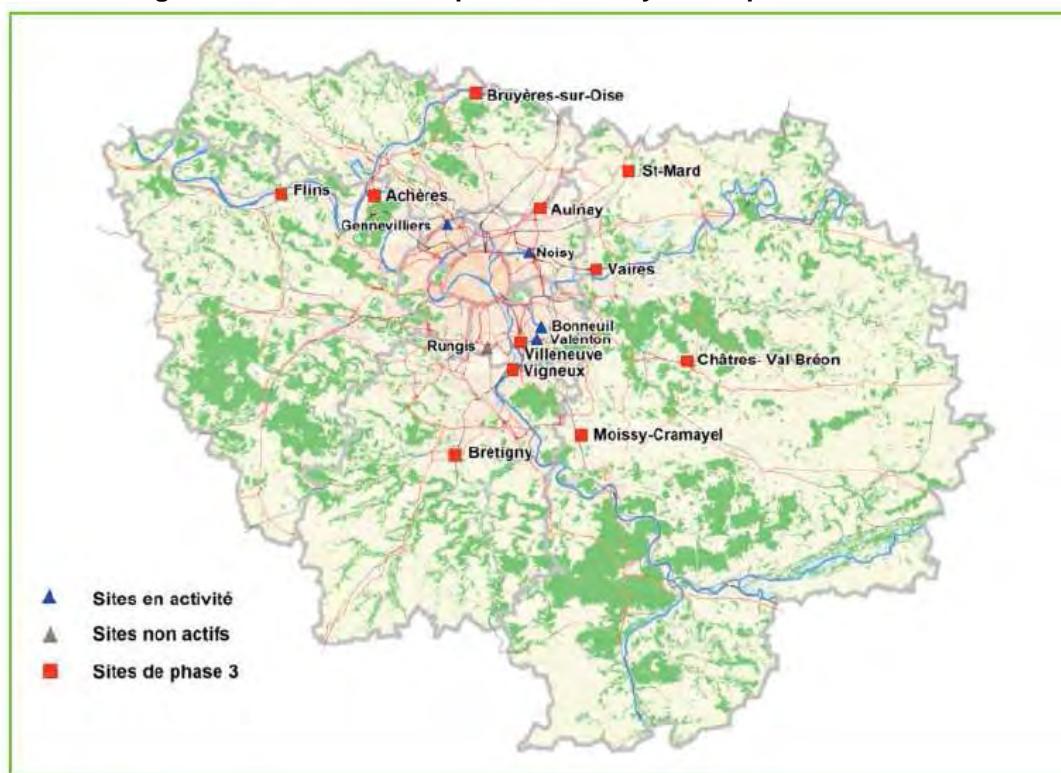 Bruyères-sur-Oise
St-Mard
Flins
Achères
Aulnay
Gennevilliers
Noisy
Vaires
Bonneuil
Valenton
Rungis
Villeneuve
Vigneux
Châtres- Val Bréon
Moissy-Cramayel
Brétigny
Sites en activité
Sites non actifs
Sites de phase 3